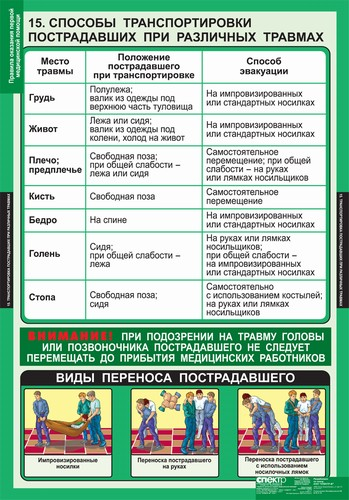 Правила оказания первой
медицинской помощи
15. СПОСОБЫ ТРАНСПОРТИРОВКИ
ПОСТРАДАВШИХ ПРИ РАЗЛИЧНЫХ ТРАВМАХ
Место
травмы
Положение
пострадавшего
при транспортировке
Способ
эвакуации
Грудь
Полулежа;
валик из одежды под
верхнюю часть туловища
На импровизированных
или стандартных носилках
Живот
Лежа или сидя;
валик из одежды под
колени, холод на живот
На импровизированных
или стандартных носилках
Плечо;
предплечье
Свободная поза;
при общей слабости –
лежа или сидя
Самостоятельное
перемещение; при общей
слабости - на руках
или лямках носильщиков
Кисть
Свободная поза
Самостоятельное
перемещение
Бедро
На спине
На импровизированных
или стандартных носилках
Голень
Сидя;
при общей слабости –
лежа
На руках или лямках
носильщиков;
при общей слабости –
на импровизированных
или стандартных носилках
Стопа
Свободная поза;
сидя
Самостоятельно
с использованием костылей;
на руках или лямках
носильщиков
ВНИМАНИЕ! ПРИ ПОДОЗРЕНИИ НА ТРАВМУ ГОЛОВЫ
ИЛИ ПОЗВОНОЧНИКА ПОСТРАДАВШЕГО НЕ СЛЕДУЕТ
ПЕРЕМЕЩАТЬ ДО ПРИБЫТИЯ МЕДИЦИНСКИХ РАБОТНИКОВ
ВИДЫ ПЕРЕНОСА ПОСТРАДАВШЕГО
Импровизированные
носилки
Переноска пострадавшего
на руках
Переноска пострадавшего
с использованием
носилочных лямок
спектр